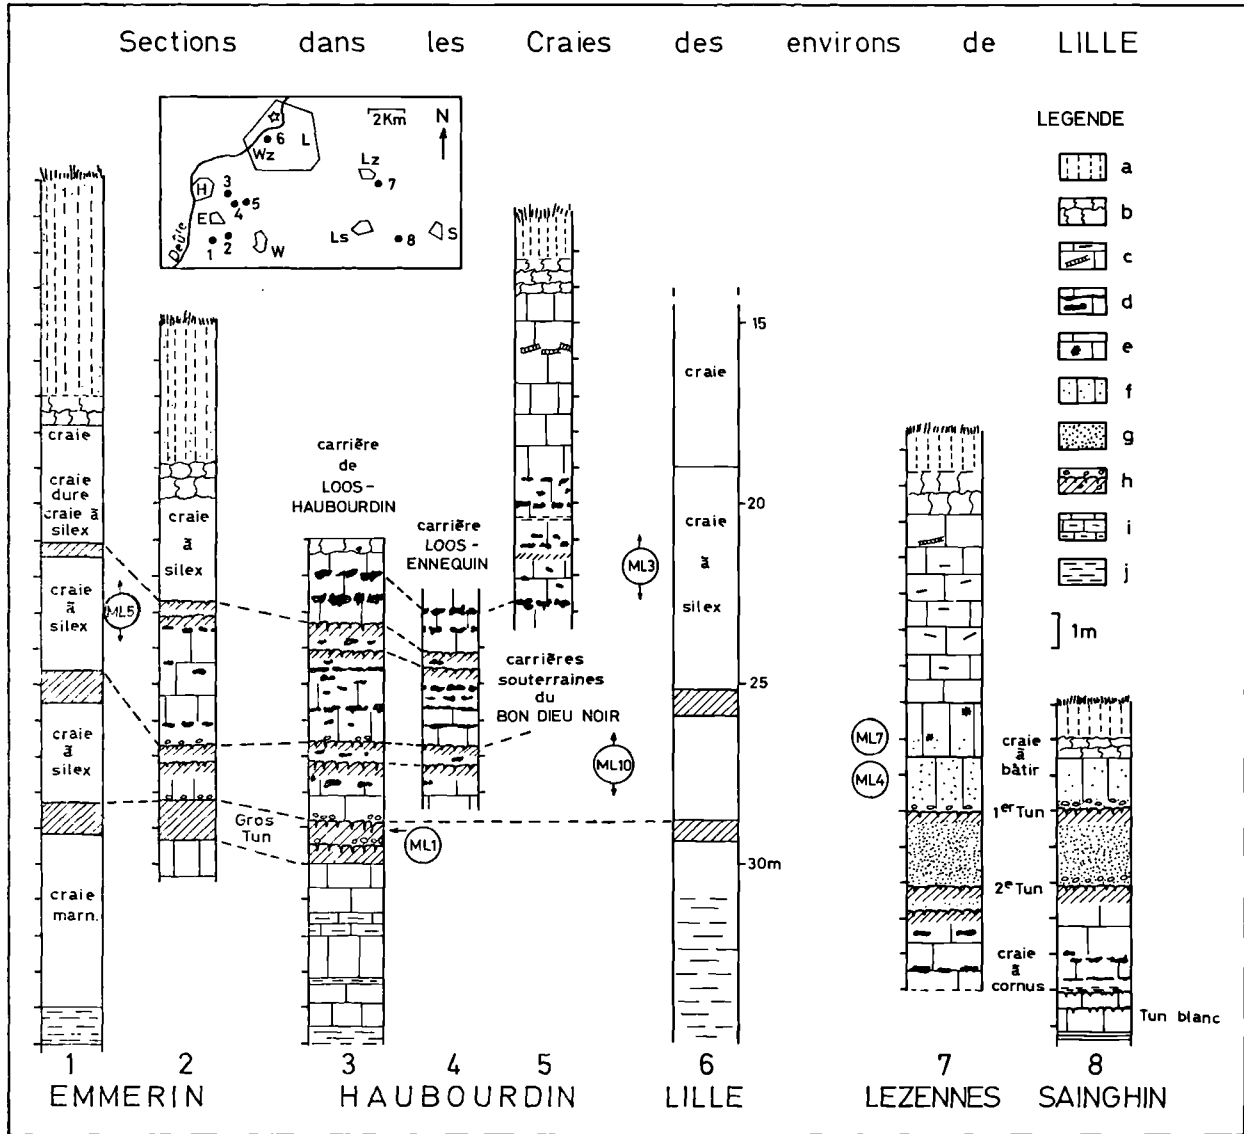 Sections dans les Craies des environs de LILLE
2Km
N
6
L
Wz
Lz
7
H
3
4
5
E
Deûle
1
2
W
Ls
8
S
LEGENDE
a
b
c
d
e
f
g
h
i
j
1m
craie
craie
dure
craie à
silex
craie
à
silex
ML5
craie
à
silex
craie
marn.
craie
à
silex
Gros
Tun
carrière
de
LOOS-
HAUBOURDIN
ML1
carrière
LOOS-
ENNEQUIN
carrières
souterraines
du
BON DIEU NOIR
ML3
ML10
craie
craie
à
silex
15
20
25
30m
ML7
ML4
craie
à
bâtir
1er Tun
2e Tun
craie
à
cornus
Tun blanc
1 2 3 4 5 6 7 8
EMMERIN HAUBOURDIN LILLE LEZENNES SAINGHIN